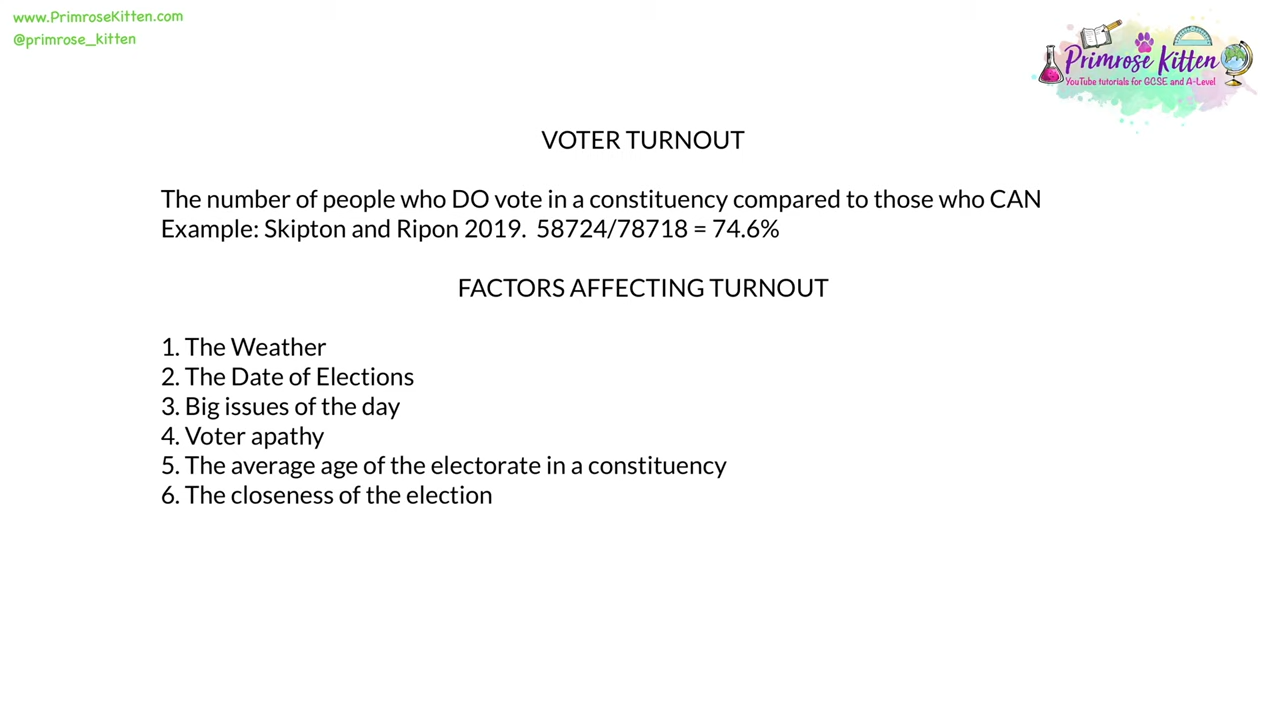 www.PrimroseKitten.com
@primrose_kitten
Primrose Kitten
YouTube tutorials for GCSE and A-Level
VOTER TURNOUT
The number of people who DO vote in a constituency compared to those who CAN
Example: Skipton and Ripon 2019.  58724/78718 = 74.6%
FACTORS AFFECTING TURNOUT
1. The Weather
2. The Date of Elections
3. Big issues of the day
4. Voter apathy
5. The average age of the electorate in a constituency
6. The closeness of the election